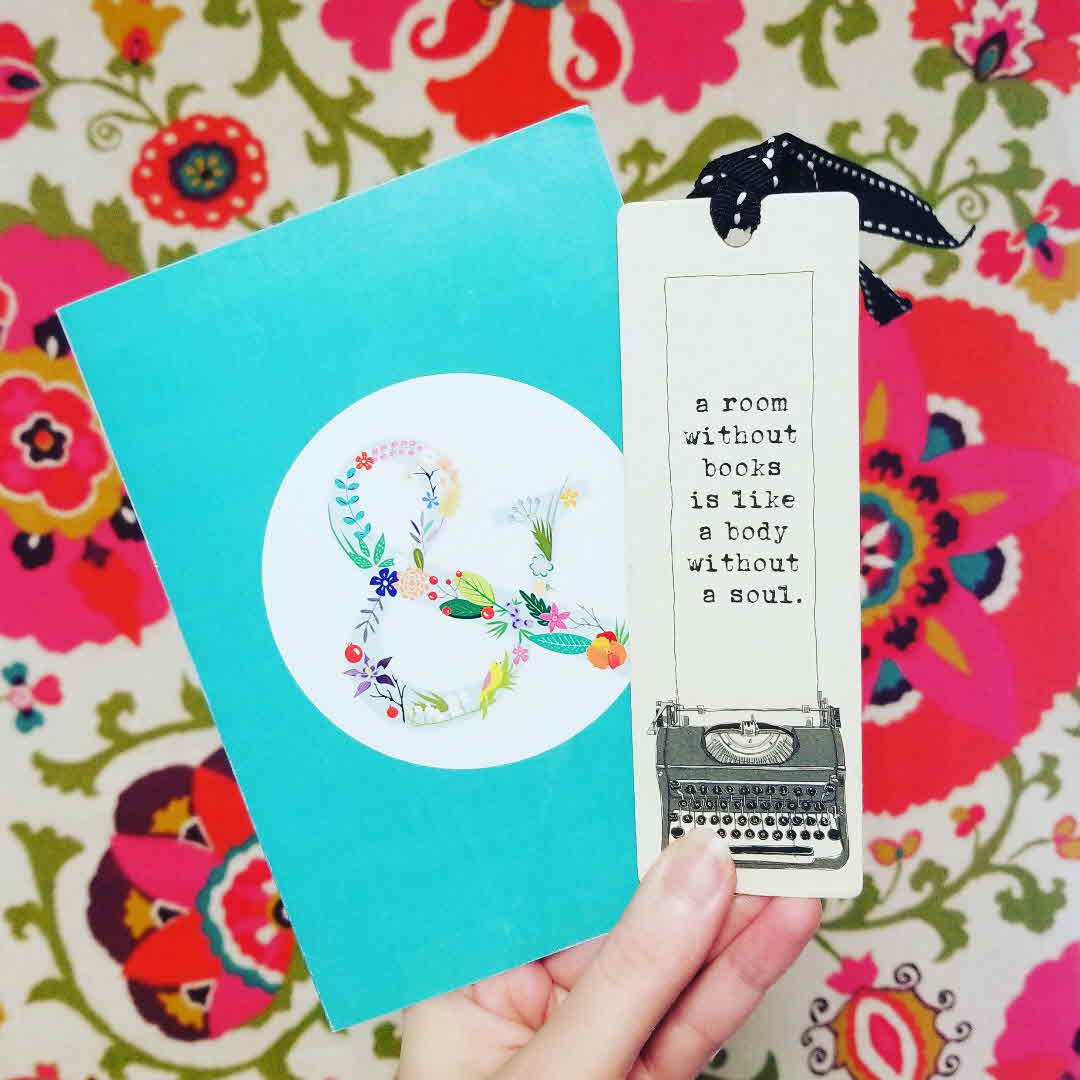 &
a room
without
books
is like
a body
without
a soul.